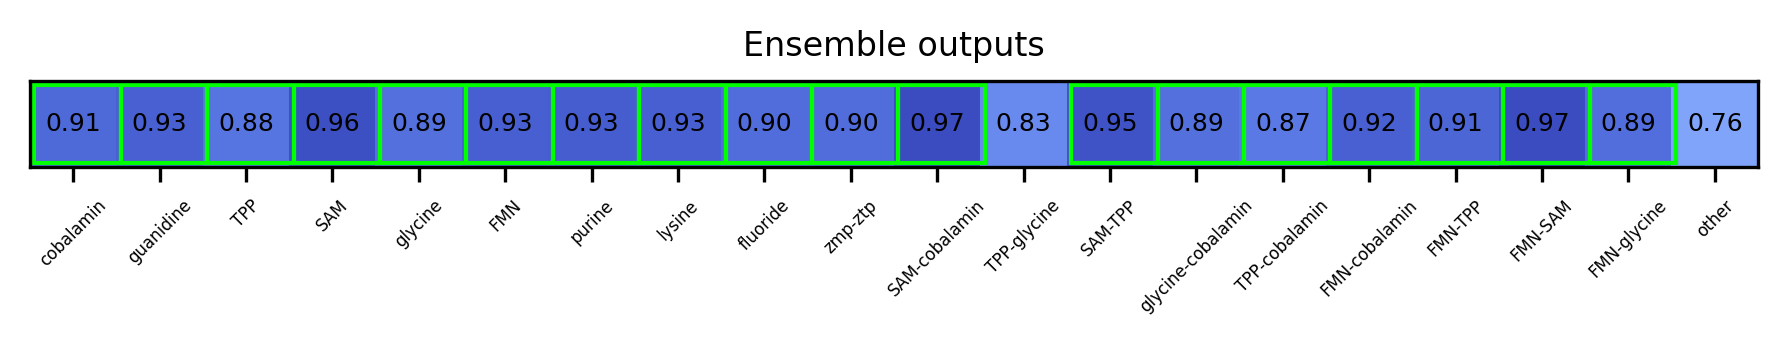 Ensemble outputs
0.91 0.93 0.88 0.96 0.89 0.93 0.93 0.93 0.90 0.90 0.97 0.83 0.95 0.89 0.87 0.92 0.91 0.97 0.89 0.76
cobalamin guanidine TPP SAM glycine FMN purine lysine fluoride zmp-ztp SAM-cobalamin TPP-glycine SAM-TPP glycine-cobalamin TPP-cobalamin FMN-cobalamin FMN-TPP FMN-SAM FMN-glycine other